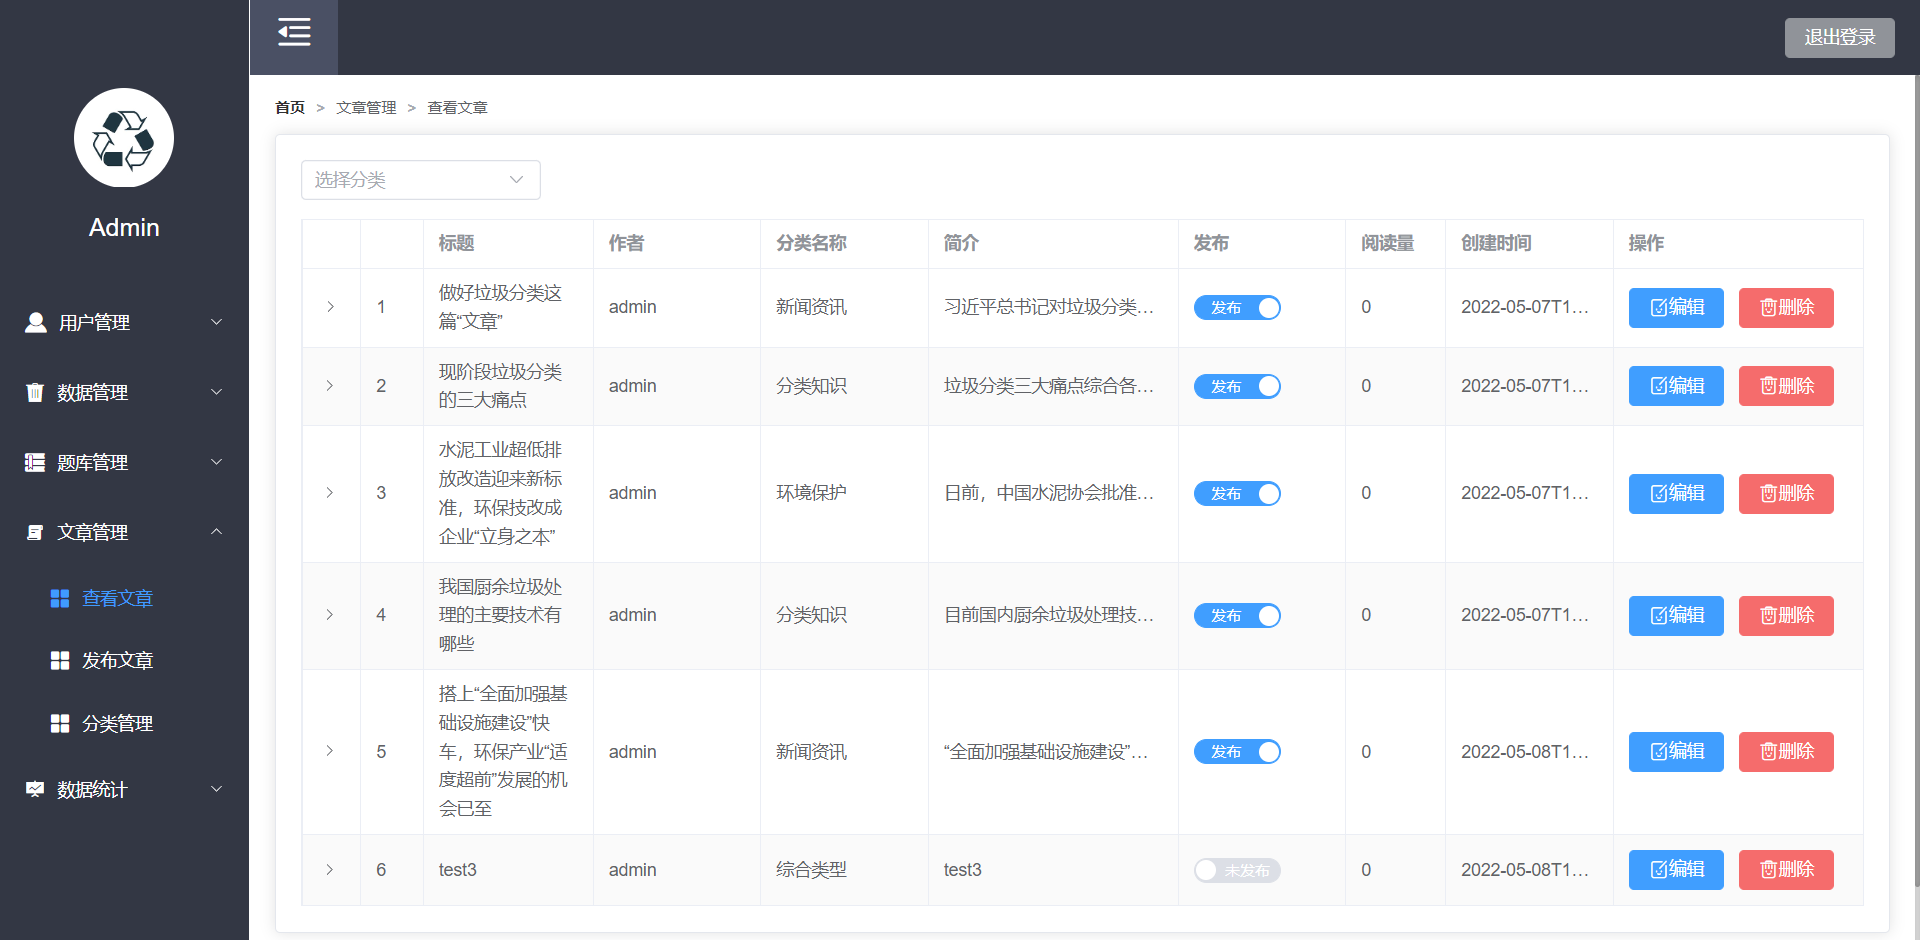 退出登录
Admin
用户管理
数据管理
题库管理
文章管理
查看文章
发布文章
分类管理
数据统计
首页 > 文章管理 > 查看文章
选择分类
标题 作者 分类名称 简介 发布 阅读量 创建时间 操作
1 做好垃圾分类这 admin 新闻资讯 习近平总书记对垃圾分类... 发布 0 2022-05-07T1... 编辑 删除
篇“文章”
2 现阶段垃圾分类 admin 分类知识 垃圾分类三大痛点综合各... 发布 0 2022-05-07T1... 编辑 删除
的三大痛点
3 水泥工业超低排 admin 环境保护 日前，中国水泥协会批准... 发布 0 2022-05-07T1... 编辑 删除
放改造迎来新标
准，环保技改成
企业“立身之本”
4 我国厨余垃圾处 admin 分类知识 目前国内厨余垃圾处理技... 发布 0 2022-05-07T1... 编辑 删除
理的主要技术有
哪些
5 搭上“全面加强基 admin 新闻资讯 “全面加强基础设施建设”... 发布 0 2022-05-08T1... 编辑 删除
础设施建设”快
车，环保产业“适
度超前”发展的机
会已至
6 test3 admin 综合类型 test3 未发布 0 2022-05-08T1... 编辑 删除